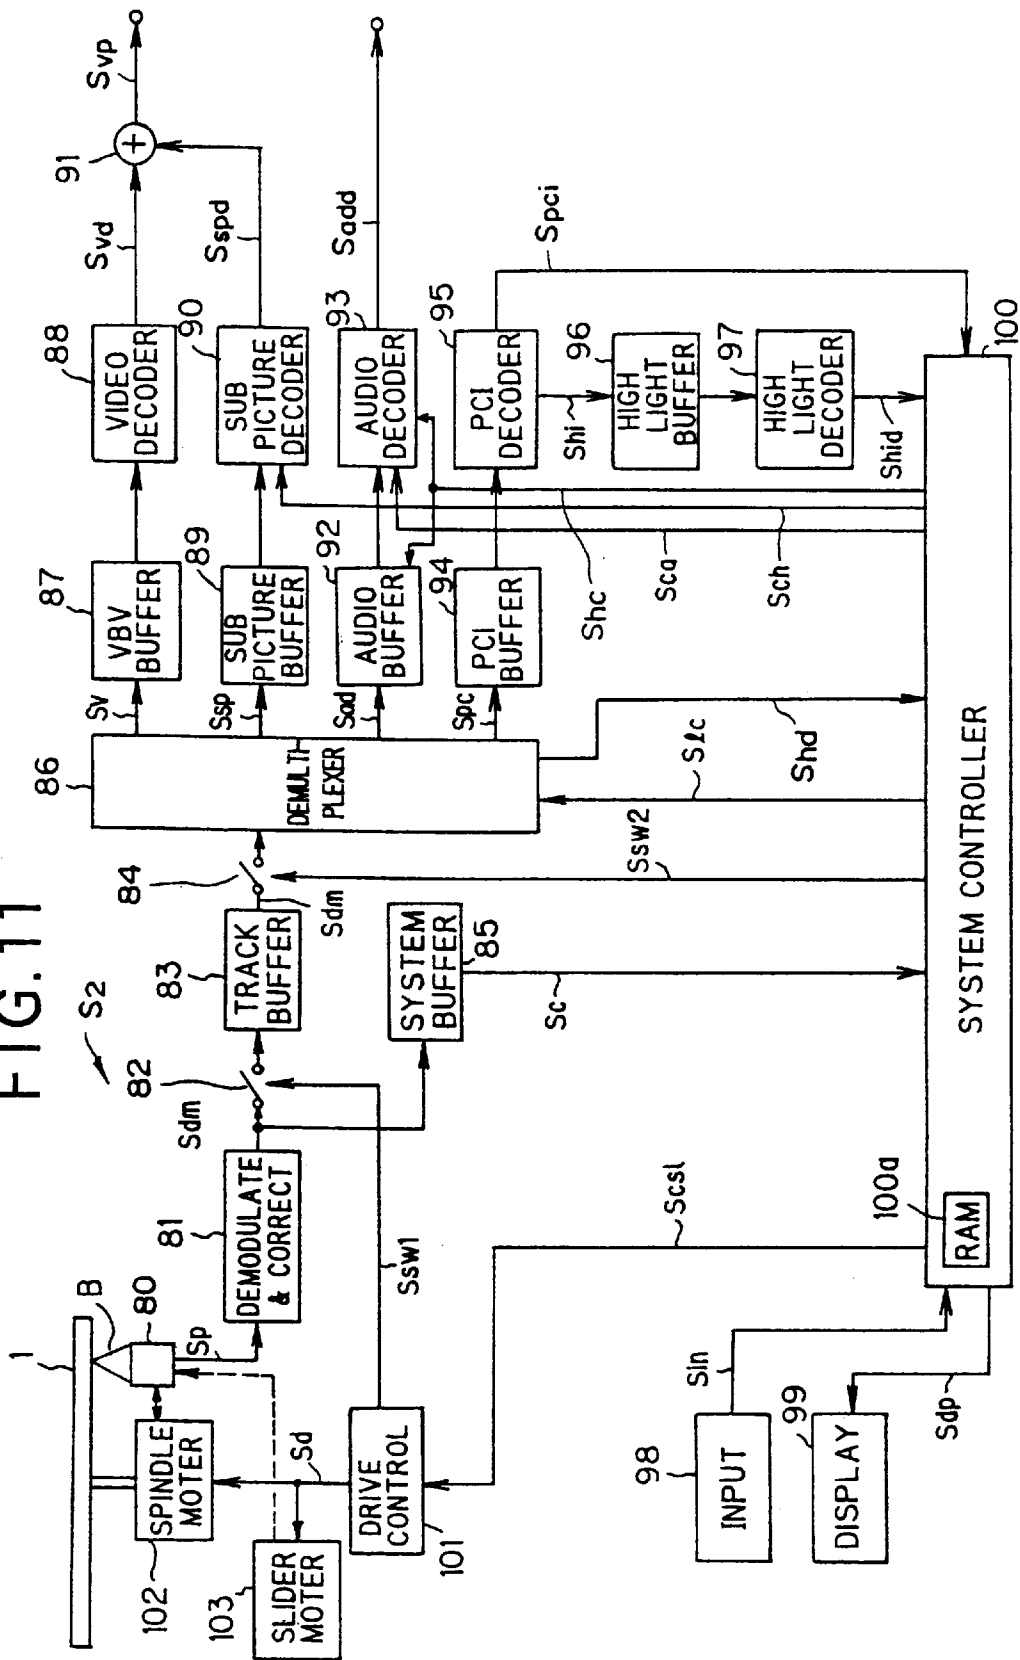 FIG.11
S2
1
B
80
Sp
SPINDLE
MOTER
102
SLIDER
MOTER
103
Sd
DRIVE
CONTROL
101
81
DEMODULATE
& CORRECT
Sdm
82
Ssw1
83
TRACK
BUFFER
84
Sdm
SYSTEM
BUFFER
85
Sc
Ssw2
86
DEMULTI-
PLEXER
Slc
Shd
Sv
87
VBV
BUFFER
88
VIDEO
DECODER
Svd
91
+
Svp
Ssp
89
SUB
PICTURE
BUFFER
90
SUB
PICTURE
DECODER
Sspd
Sad
92
AUDIO
BUFFER
93
AUDIO
DECODER
Sadd
Spc
94
PCI
BUFFER
95
PCI
DECODER
Spci
Shi
96
HIGH
LIGHT
BUFFER
97
HIGH
LIGHT
DECODER
Shid
Shc
Sca
Sch
Scsl
98
INPUT
Sin
99
DISPLAY
Sdp
100a
RAM
SYSTEM CONTROLLER
100